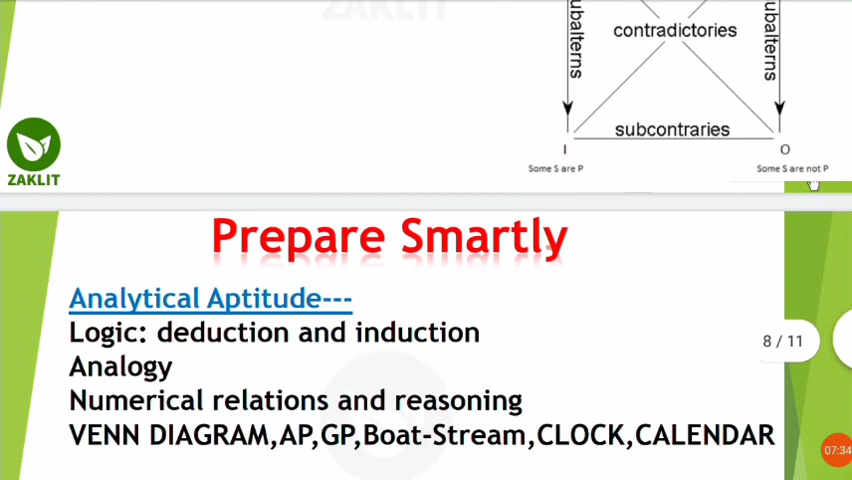 ZAKLIT
ubalterns
contradictories
ubalterns
subcontraries
I
O
Some S are P
Some S are not P
ZAKLIT
Prepare Smartly
Analytical Aptitude---
Logic: deduction and induction
Analogy
Numerical relations and reasoning
VENN DIAGRAM,AP,GP,Boat-Stream,CLOCK,CALENDAR
8 / 11
07:34